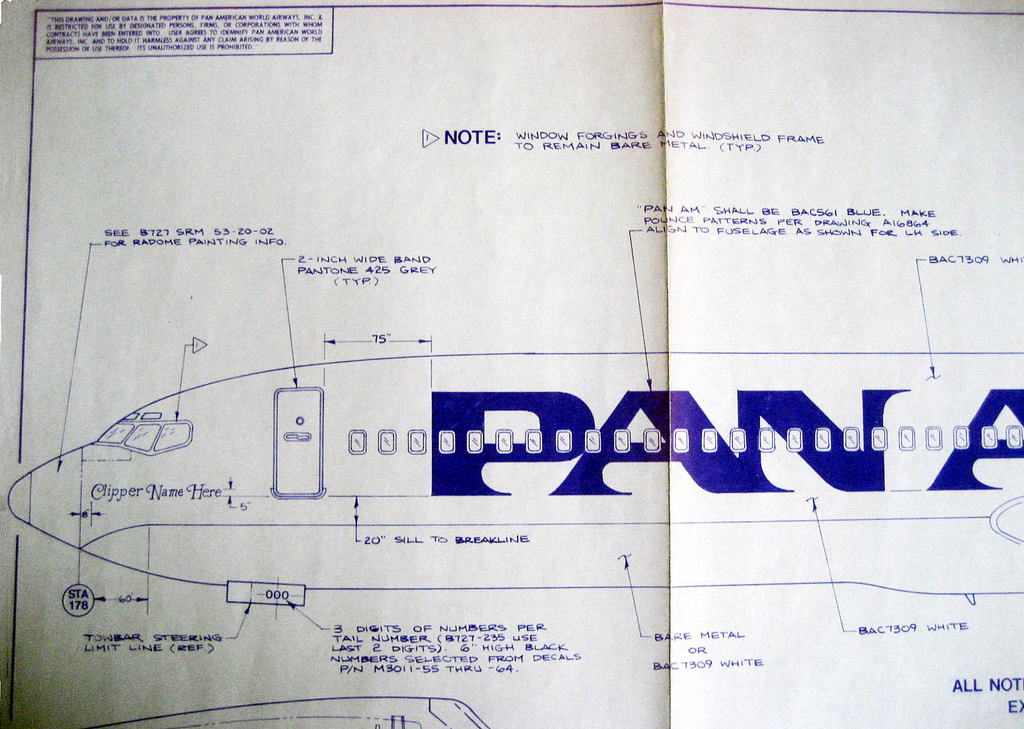 "THIS DRAWING AND/OR DATA IS THE PROPERTY OF PAN AMERICAN WORLD AIRWAYS, INC. &
IS RESTRICTED FOR USE BY DESIGNATED PERSONS, FIRMS, OR CORPORATIONS WITH WHOM
CONTRACTS HAVE BEEN ENTERED INTO. USER AGREES TO IDEMNIFY PAN AMERICAN WORLD
AIRWAYS, INC. AND TO HOLD IT HARMLESS AGAINST ANY CLAIM ARISING BY REASON OF THE
POSSESSION OR USE THEREOF. ITS UNAUTHORIZED USE IS PROHIBITED.
1 NOTE: WINDOW FORGINGS AND WINDSHIELD FRAME
TO REMAIN BARE METAL. (TYP.)
"PAN AM" SHALL BE BAC561 BLUE. MAKE
POUNCE PATTERNS PER DRAWING A16864
ALIGN TO FUSELAGE AS SHOWN FOR LH SIDE.
SEE B727 SRM 53-20-02
FOR RADOME PAINTING INFO.
2-INCH WIDE BAND
PANTONE 425 GREY
(TYP.)
BAC7309 WHI
75"
1
PAN A
Clipper Name Here
5"
8"
20" SILL TO BREAKLINE
STA
178
60"
-000-
TOWBAR STEERING
LIMIT LINE (REF.)
3 DIGITS OF NUMBERS PER
TAIL NUMBER (B727-235 USE
LAST 2 DIGITS). 6" HIGH BLACK
NUMBERS SELECTED FROM DECALS
P/N M3011-55 THRU -64.
BARE METAL
OR
BAC7309 WHITE
BAC7309 WHITE
ALL NOT
EX